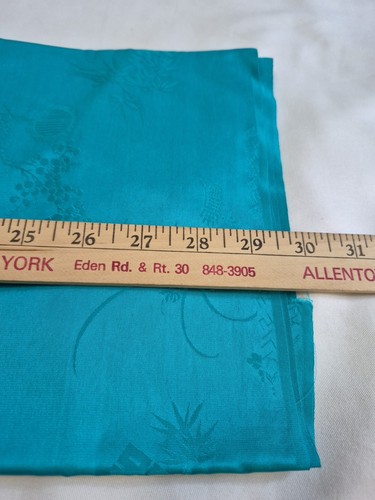 25 26 27 28 29 30 31
YORK Eden Rd. & Rt. 30 848-3905 ALLENTO